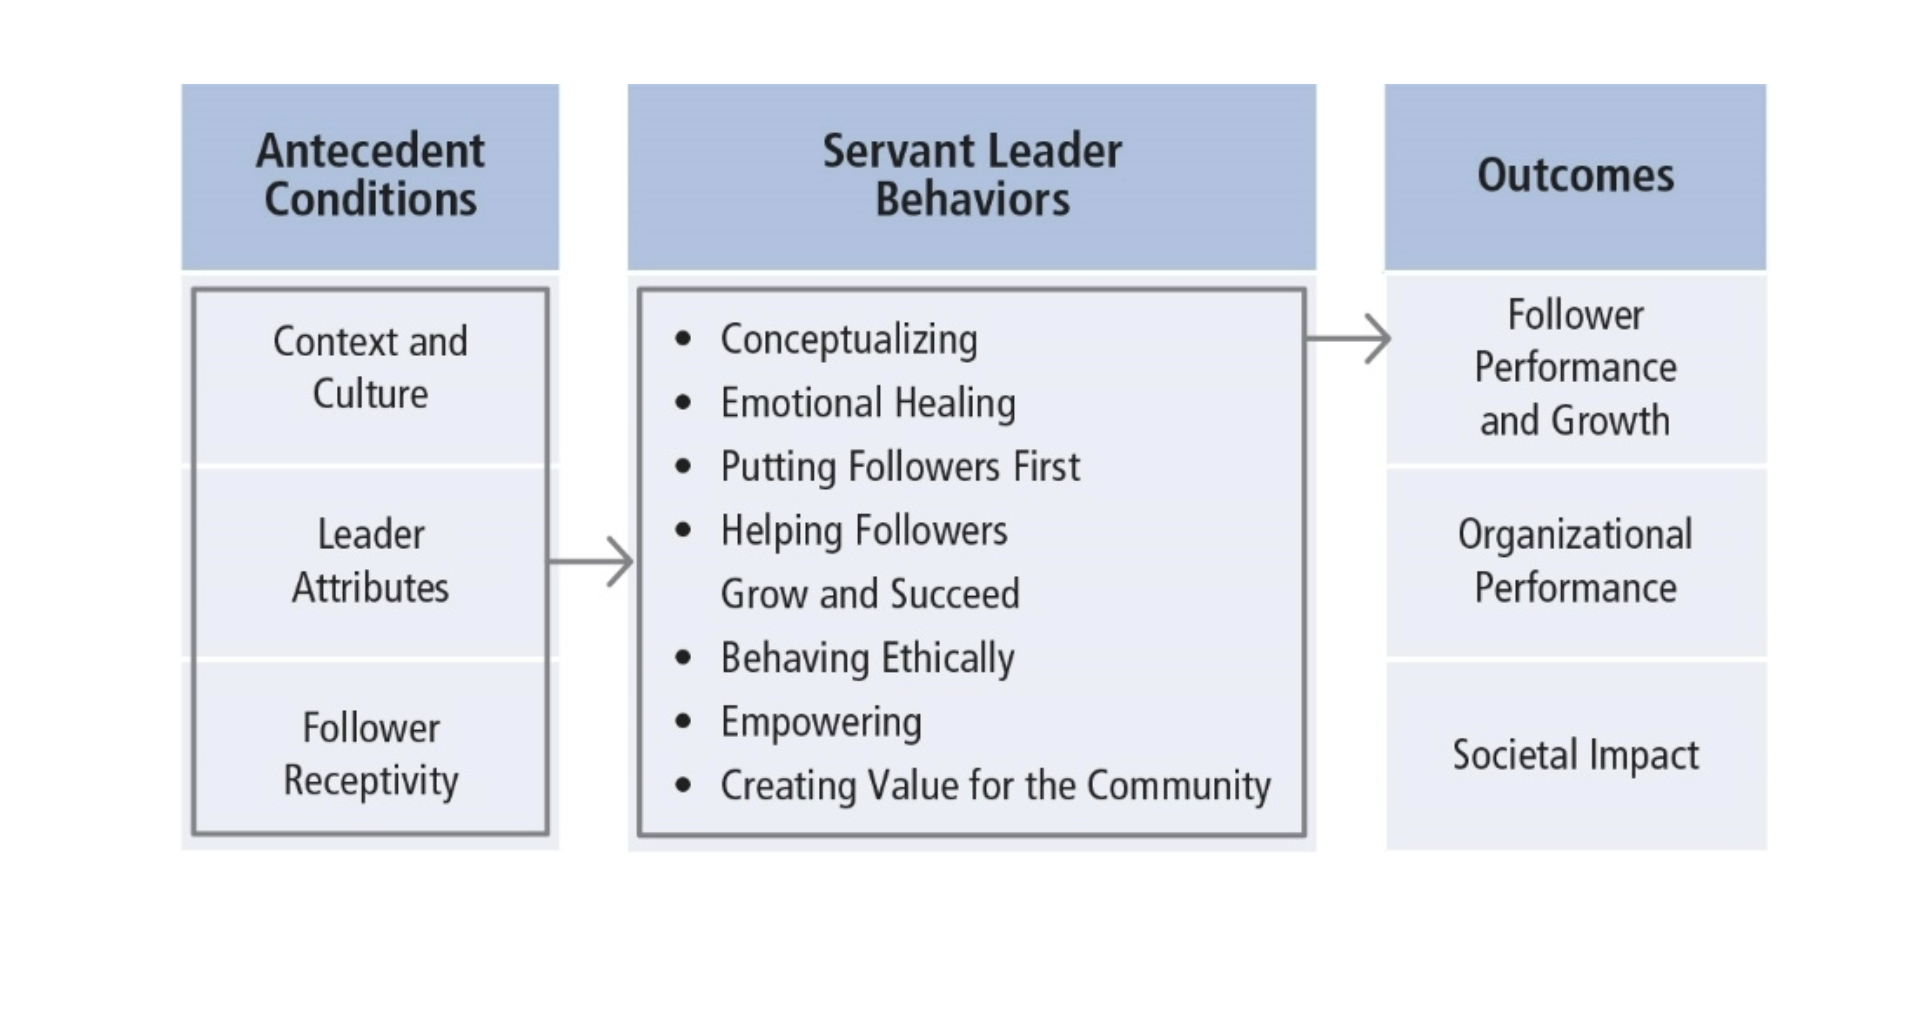 Antecedent
Conditions
Context and
Culture
Leader
Attributes
Follower
Receptivity
Servant Leader
Behaviors
• Conceptualizing
• Emotional Healing
• Putting Followers First
• Helping Followers
Grow and Succeed
• Behaving Ethically
• Empowering
• Creating Value for the Community
Outcomes
Follower
Performance
and Growth
Organizational
Performance
Societal Impact